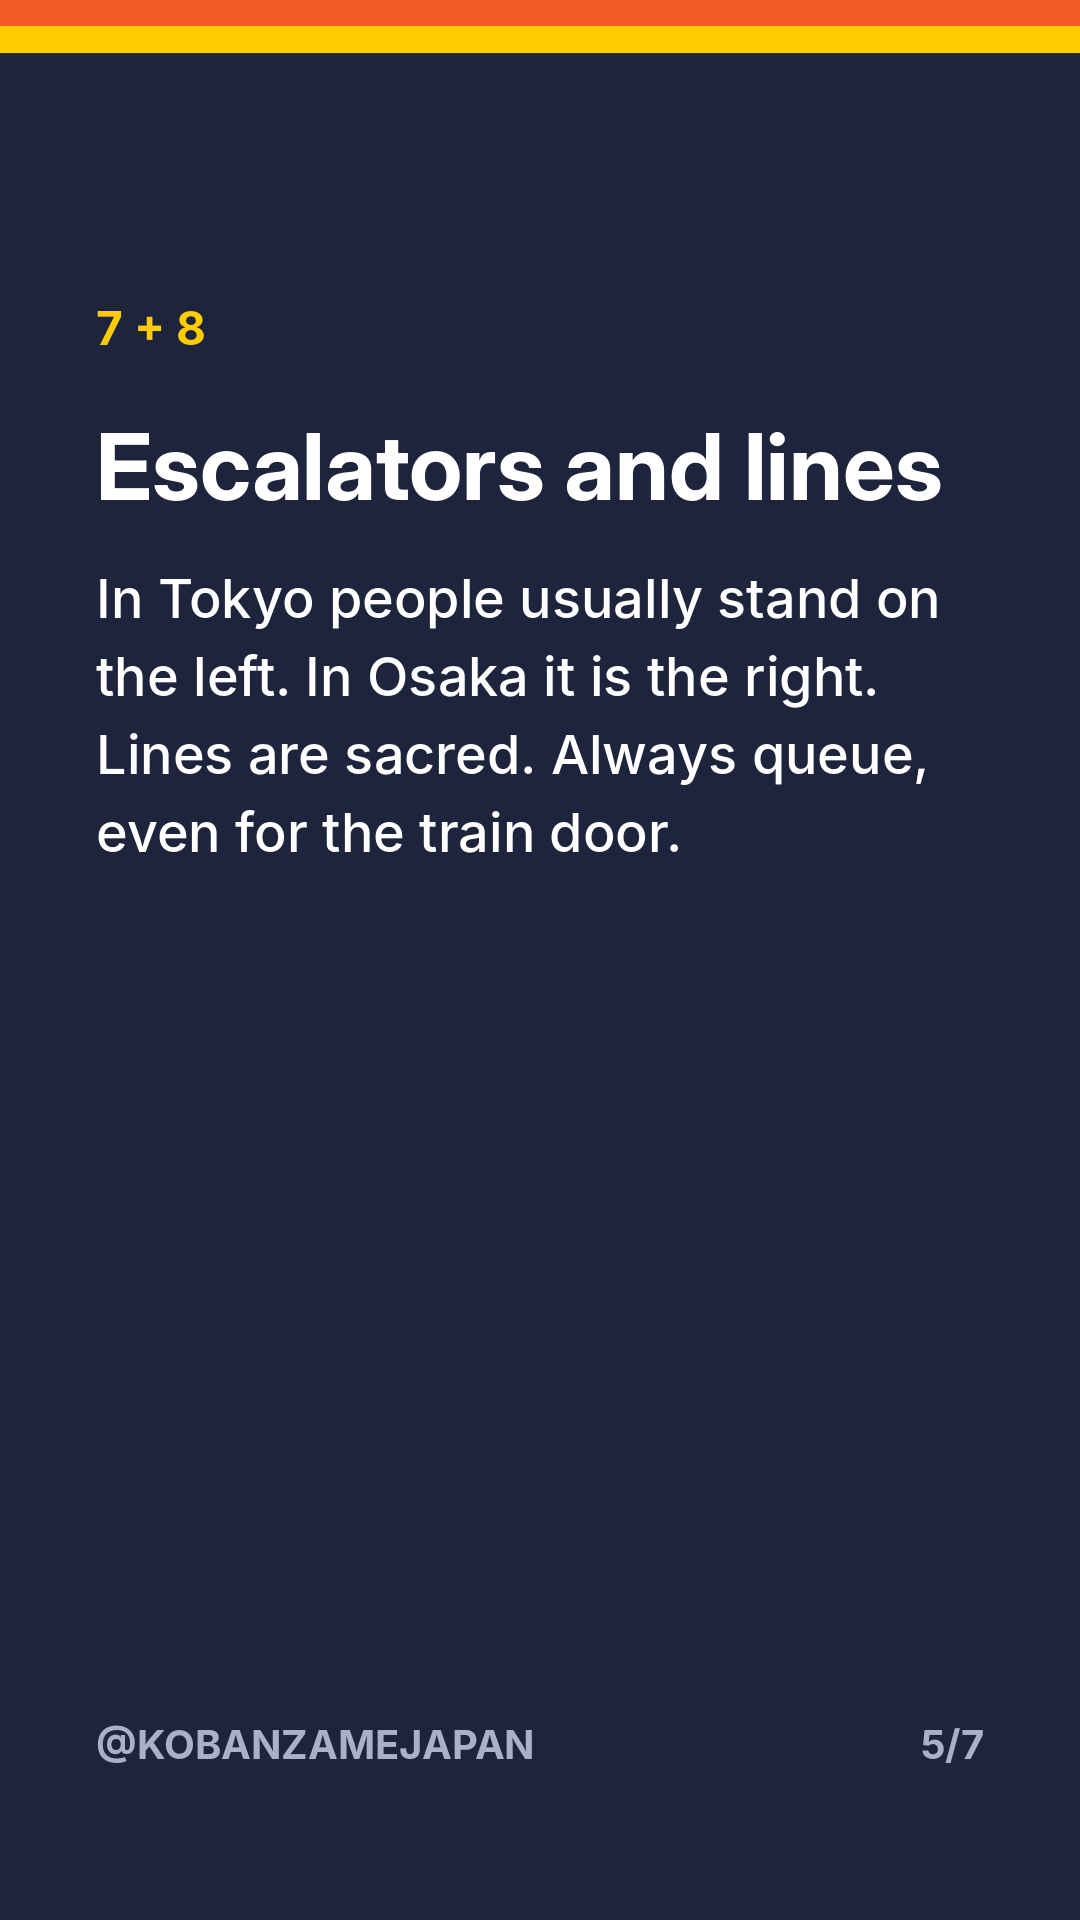 7 + 8
Escalators and lines
In Tokyo people usually stand on
the left. In Osaka it is the right.
Lines are sacred. Always queue,
even for the train door.
@KOBANZAMEJAPAN
5/7